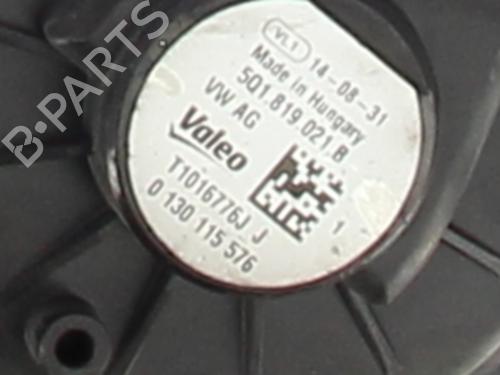 VL1 14-08-31
Made in Hungary
5Q1.819.021.B
VW AG
Valeo
1
T1016776J J
0 130 115 576